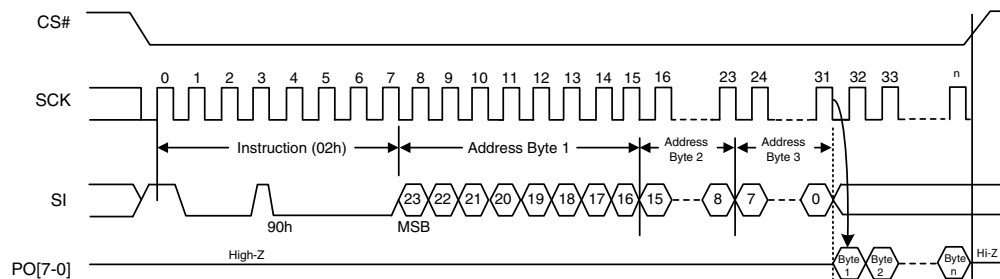 CS#
0 1 2 3 4 5 6 7 8 9 10 11 12 13 14 15 16 23 24 31 32 33 n
SCK
Instruction (02h) Address Byte 1 Address Byte 2 Address Byte 3
SI
23 22 21 20 19 18 17 16 15 8 7 0
90h MSB
High-Z Hi-Z
PO[7-0]
Byte 1 Byte 2 Byte n